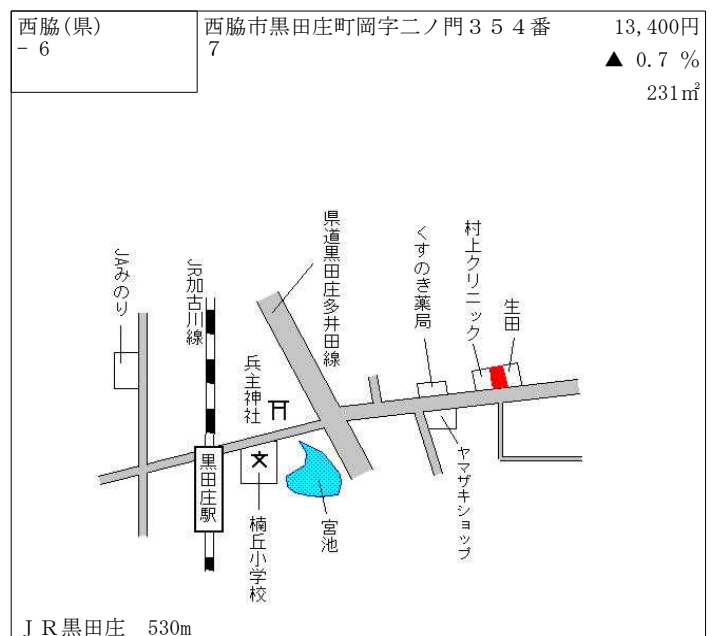 西脇(県)
－６
西脇市黒田庄町岡字二ノ門３５４番
７
13,400円
▲ 0.7 %
231㎡
県道黒田庄多井田線
くすのき薬局
村上クリニック
生田
JAみのり
JR加古川線
兵主神社
文
黒田庄駅
楠丘小学校
宮池
ヤマザキショップ
ＪＲ黒田庄　530m